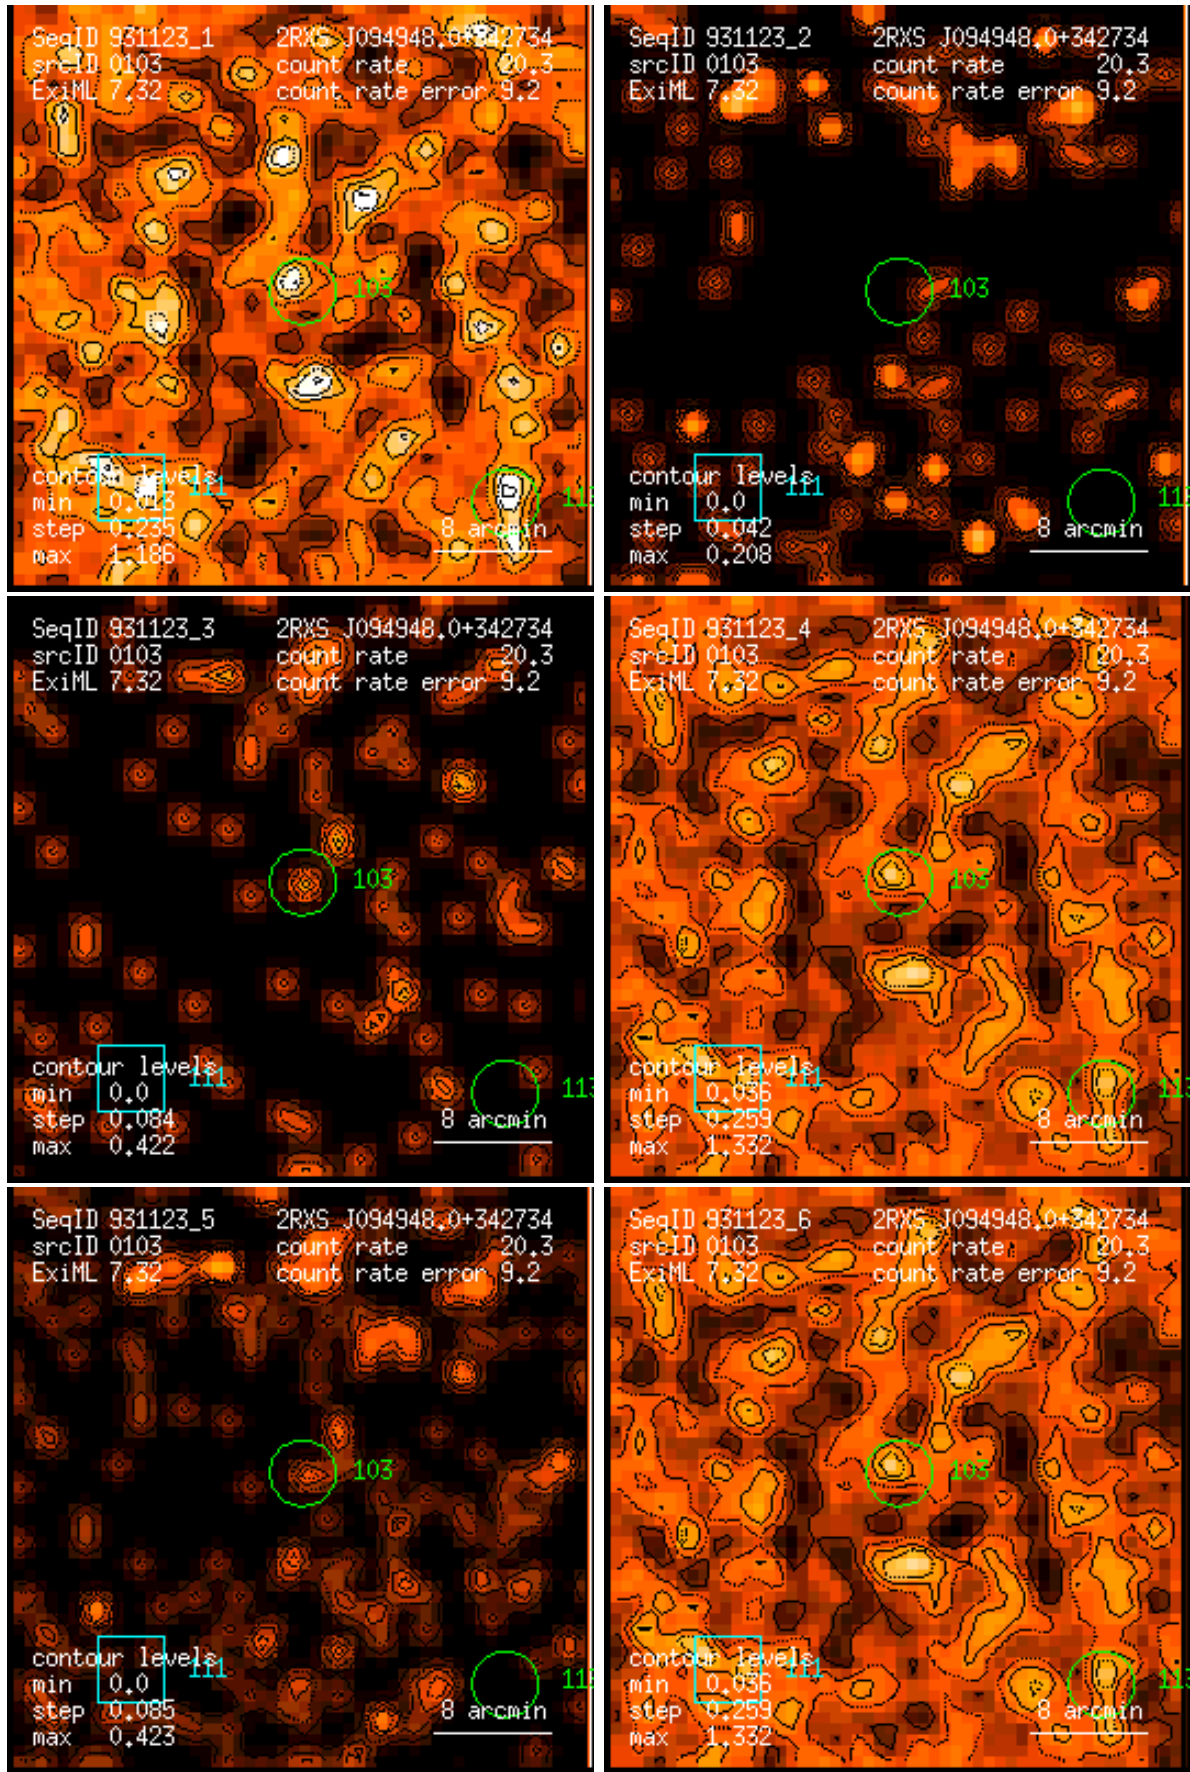 SeqID 931123_1 2RXS J094948.0+342734
srcID 0103 count rate 20.3
ExiML 7.32 count rate error 9.2
103
contour levels
111
min 0.013
113
step 0.235
8 arcmin
max 1.186
SeqID 931123_2 2RXS J094948.0+342734
srcID 0103 count rate 20.3
ExiML 7.32 count rate error 9.2
103
contour levels
111
min 0.0
step 0.042
8 arcmin
max 0.208
SeqID 931123_3 2RXS J094948.0+342734
srcID 0103 count rate 20.3
ExiML 7.32 count rate error 9.2
103
contour levels
111
min 0.0
113
step 0.084
8 arcmin
max 0.422
SeqID 931123_4 2RXS J094948.0+342734
srcID 0103 count rate 20.3
ExiML 7.32 count rate error 9.2
103
contour levels
111
min 0.036
step 0.259
8 arcmin
max 1.332
SeqID 931123_5 2RXS J094948.0+342734
srcID 0103 count rate 20.3
ExiML 7.32 count rate error 9.2
103
contour levels
111
min 0.0
113
step 0.085
8 arcmin
max 0.423
SeqID 931123_6 2RXS J094948.0+342734
srcID 0103 count rate 20.3
ExiML 7.32 count rate error 9.2
103
contour levels
111
min 0.036
step 0.259
8 arcmin
max 1.332